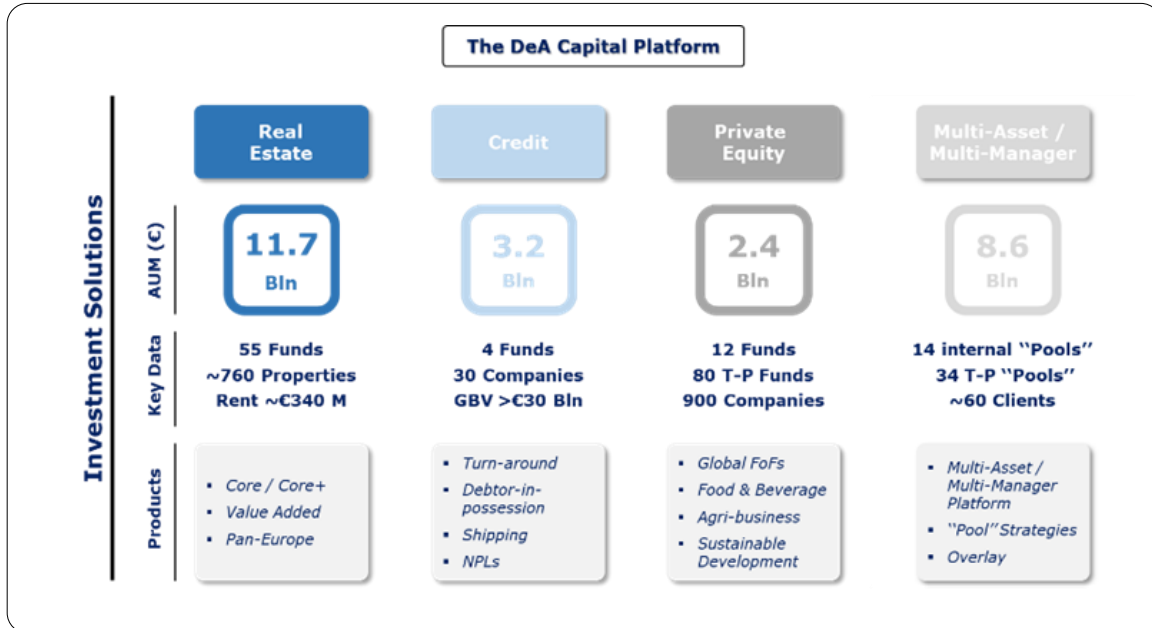 The DeA Capital Platform
Investment Solutions
Real
Estate
Credit
Private
Equity
Multi-Asset /
Multi-Manager
AUM (€)
11.7
Bln
3.2
Bln
2.4
Bln
8.6
Bln
Key Data
55 Funds
~760 Properties
Rent ~€340 M
4 Funds
30 Companies
GBV >€30 Bln
12 Funds
80 T-P Funds
900 Companies
14 internal “Pools”
34 T-P “Pools”
~60 Clients
Products
▪ Core / Core+
▪ Value Added
▪ Pan-Europe
▪ Turn-around
▪ Debtor-in-
possession
▪ Shipping
▪ NPLs
▪ Global FoFs
▪ Food & Beverage
▪ Agri-business
▪ Sustainable
Development
▪ Multi-Asset /
Multi-Manager
Platform
▪ “Pool” Strategies
▪ Overlay